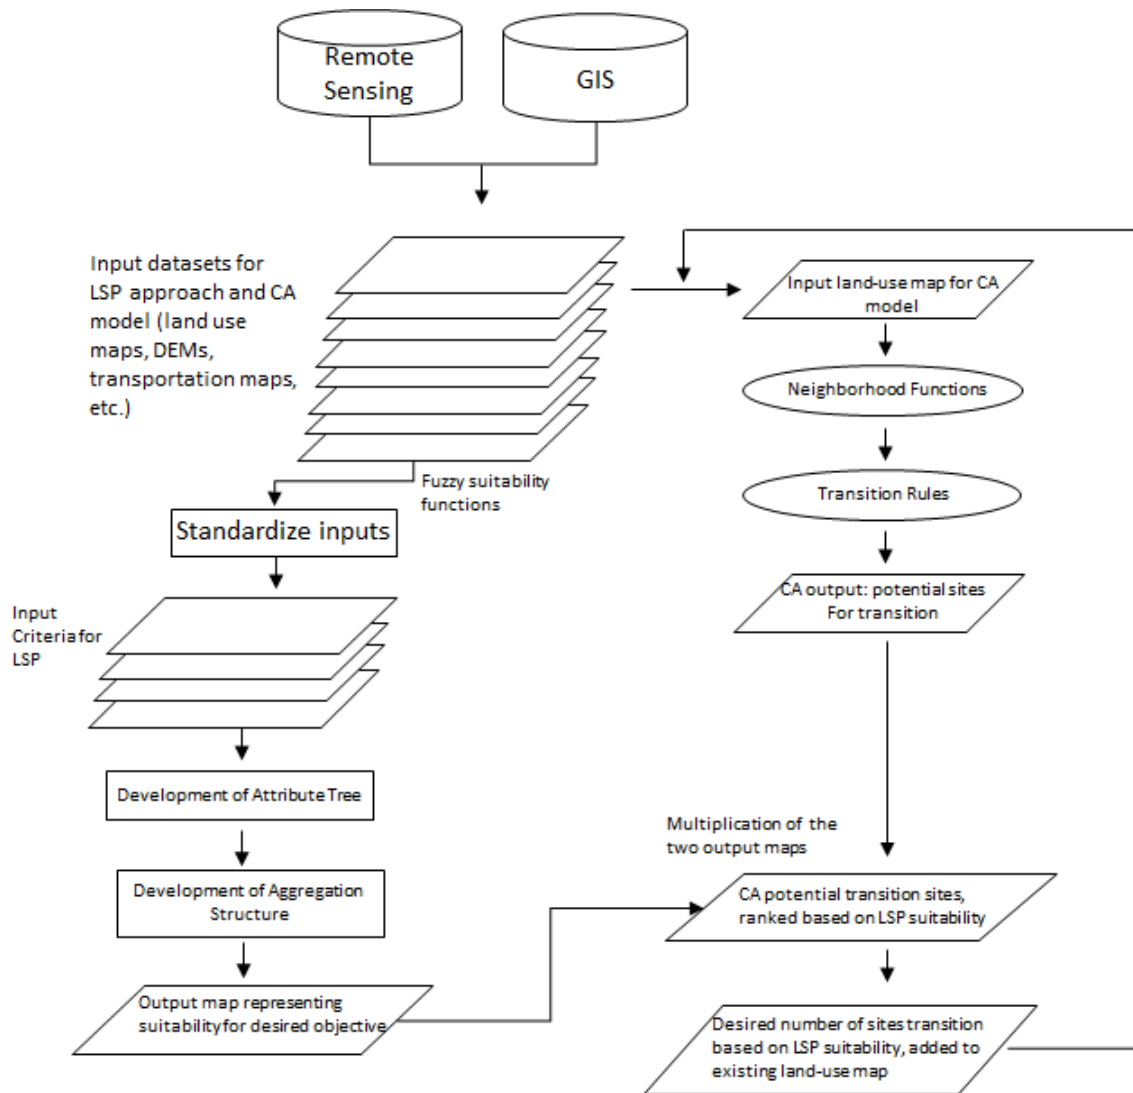 Remote
Sensing
GIS
Input datasets for
LSP approach and CA
model (land use
maps, DEMs,
transportation maps,
etc.)
Input land-use map for CA
model
Neighborhood Functions
Fuzzy suitability
functions
Transition Rules
Standardize inputs
CA output: potential sites
For transition
Input
Criteria for
LSP
Development of Attribute Tree
Multiplication of the
two output maps
Development of Aggregation
Structure
CA potential transition sites,
ranked based on LSP suitability
Output map representing
suitability for desired objective
Desired number of sites transition
based on LSP suitability, added to
existing land-use map